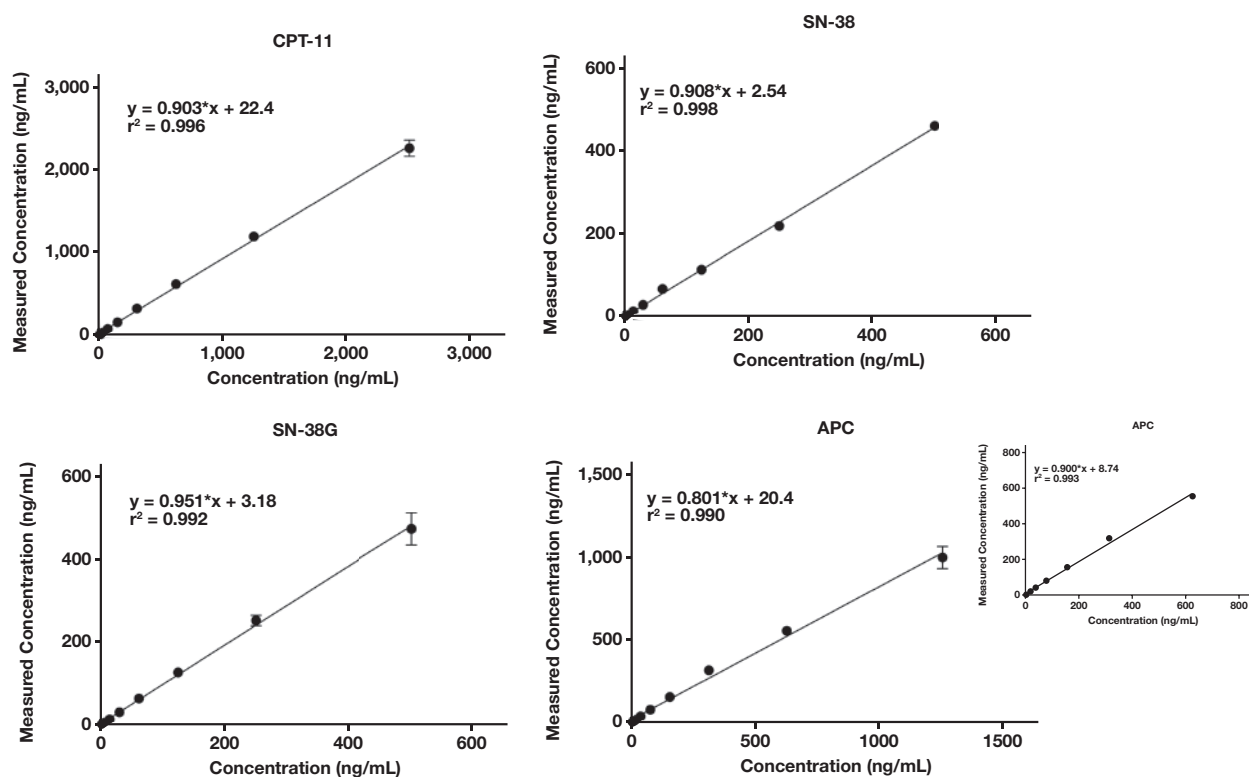 CPT-11
Measured Concentration (ng/mL)
3,000
2,000
1,000
0
y = 0.903*x + 22.4
r² = 0.996
0 1,000 2,000 3,000
Concentration (ng/mL)
SN-38
Measured Concentration (ng/mL)
600
400
200
0
y = 0.908*x + 2.54
r² = 0.998
0 200 400 600
Concentration (ng/mL)
SN-38G
Measured Concentration (ng/mL)
600
400
200
0
y = 0.951*x + 3.18
r² = 0.992
0 200 400 600
Concentration (ng/mL)
APC
Measured Concentration (ng/mL)
1,500
1,000
500
0
y = 0.801*x + 20.4
r² = 0.990
0 500 1000 1500
Concentration (ng/mL)
APC
Measured Concentration (ng/mL)
800
600
400
200
0
y = 0.900*x + 8.74
r² = 0.993
0 200 400 600 800
Concentration (ng/mL)